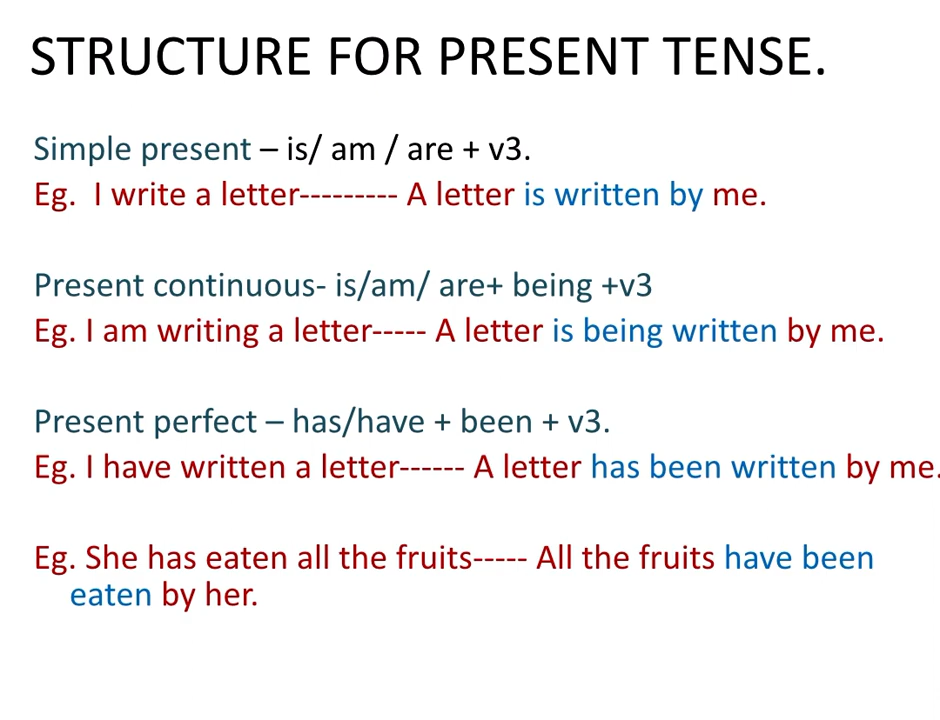 STRUCTURE FOR PRESENT TENSE.
Simple present – is/ am / are + v3.
Eg.  I write a letter--------- A letter is written by me.
Present continuous- is/am/ are+ being +v3
Eg. I am writing a letter----- A letter is being written by me.
Present perfect – has/have + been + v3.
Eg. I have written a letter------ A letter has been written by me.
Eg. She has eaten all the fruits----- All the fruits have been
eaten by her.